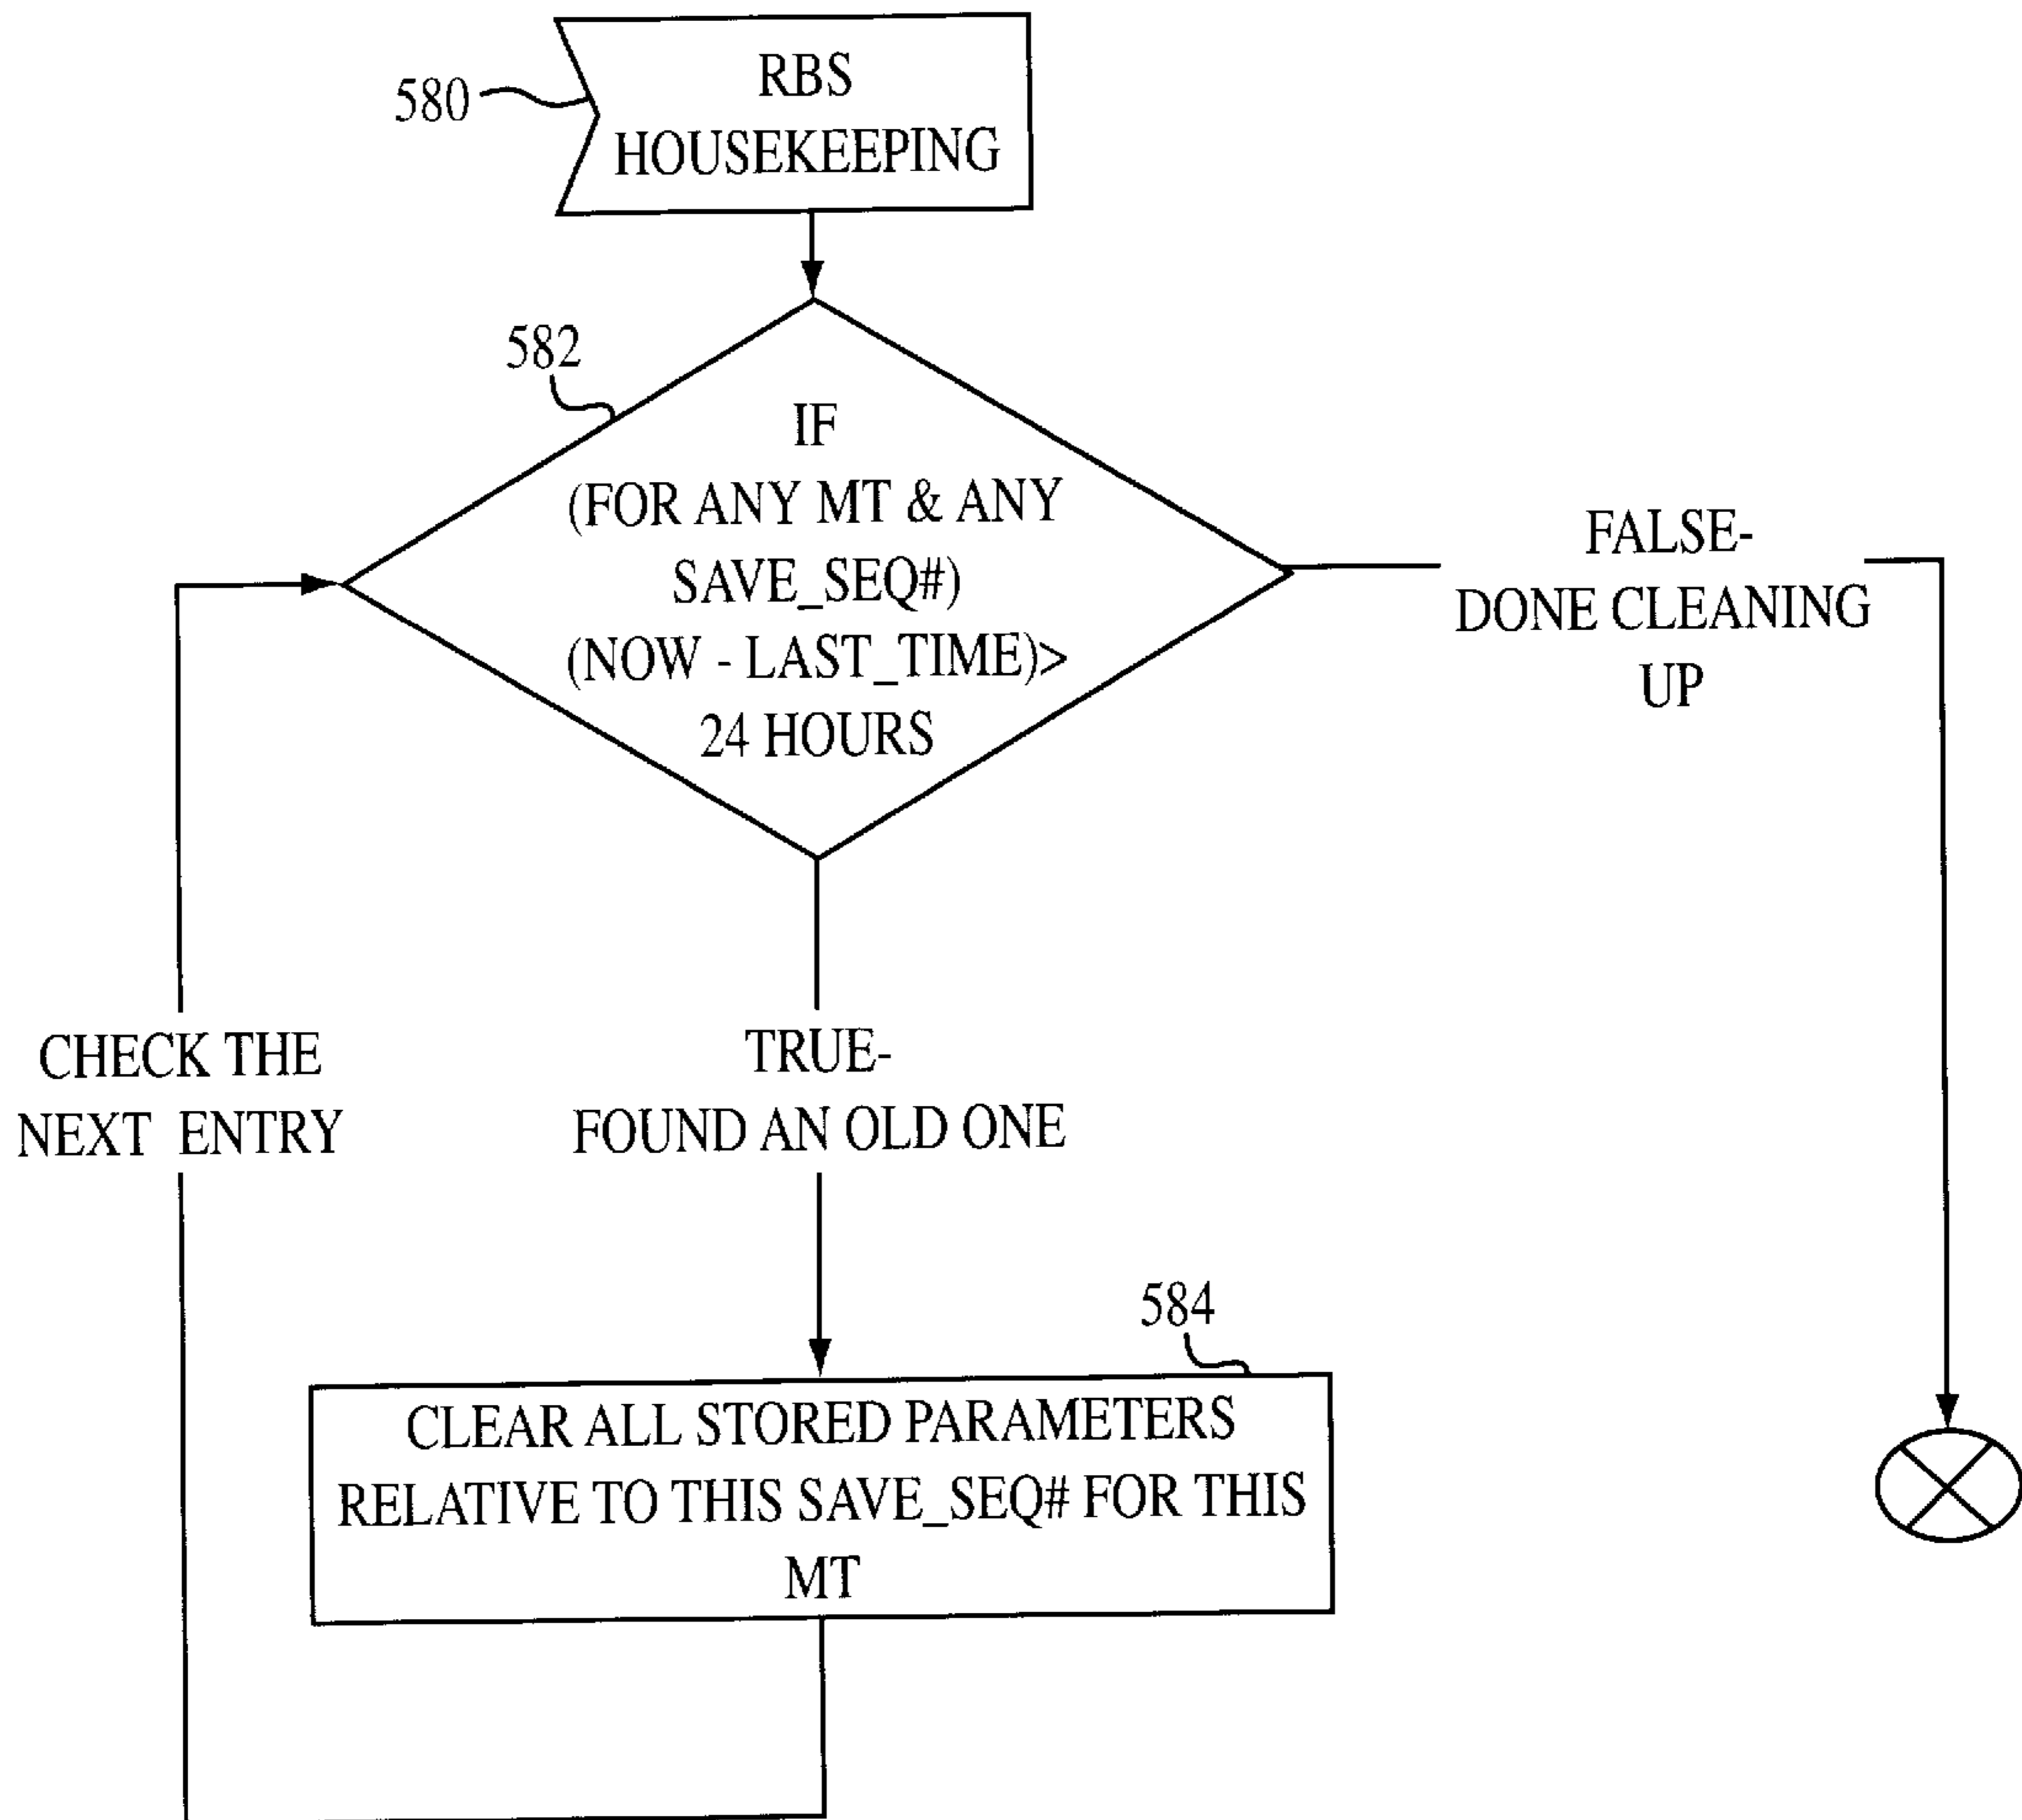 580
RBS
HOUSEKEEPING
582
IF
(FOR ANY MT & ANY
SAVE_SEQ#)
(NOW - LAST_TIME)>
24 HOURS
FALSE-
DONE CLEANING
UP
CHECK THE
NEXT ENTRY
TRUE-
FOUND AN OLD ONE
584
CLEAR ALL STORED PARAMETERS
RELATIVE TO THIS SAVE_SEQ# FOR THIS
MT